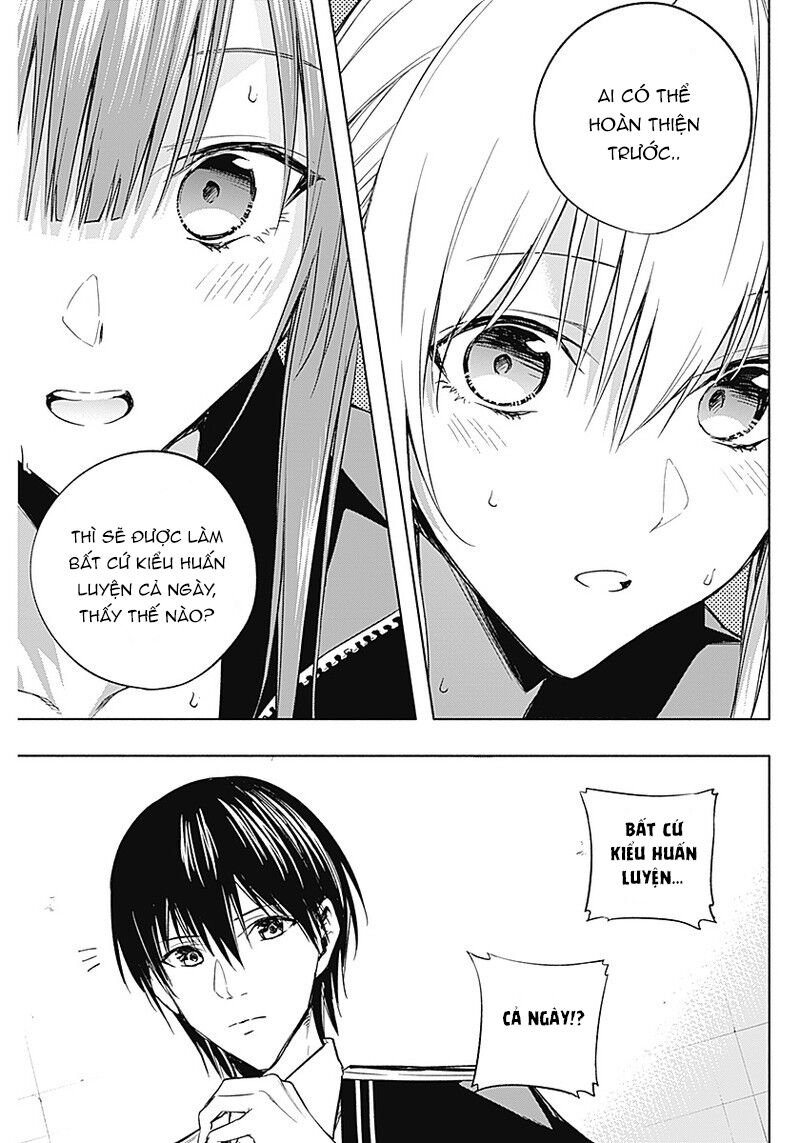 AI CÓ THỂ
HOÀN THIỆN
TRƯỚC..
THÌ SẼ ĐƯỢC LÀM
BẤT CỨ KIỂU HUẤN
LUYỆN CẢ NGÀY,
THẤY THẾ NÀO?
BẤT CỨ
KIỂU HUẤN
LUYỆN...
CẢ NGÀY!?